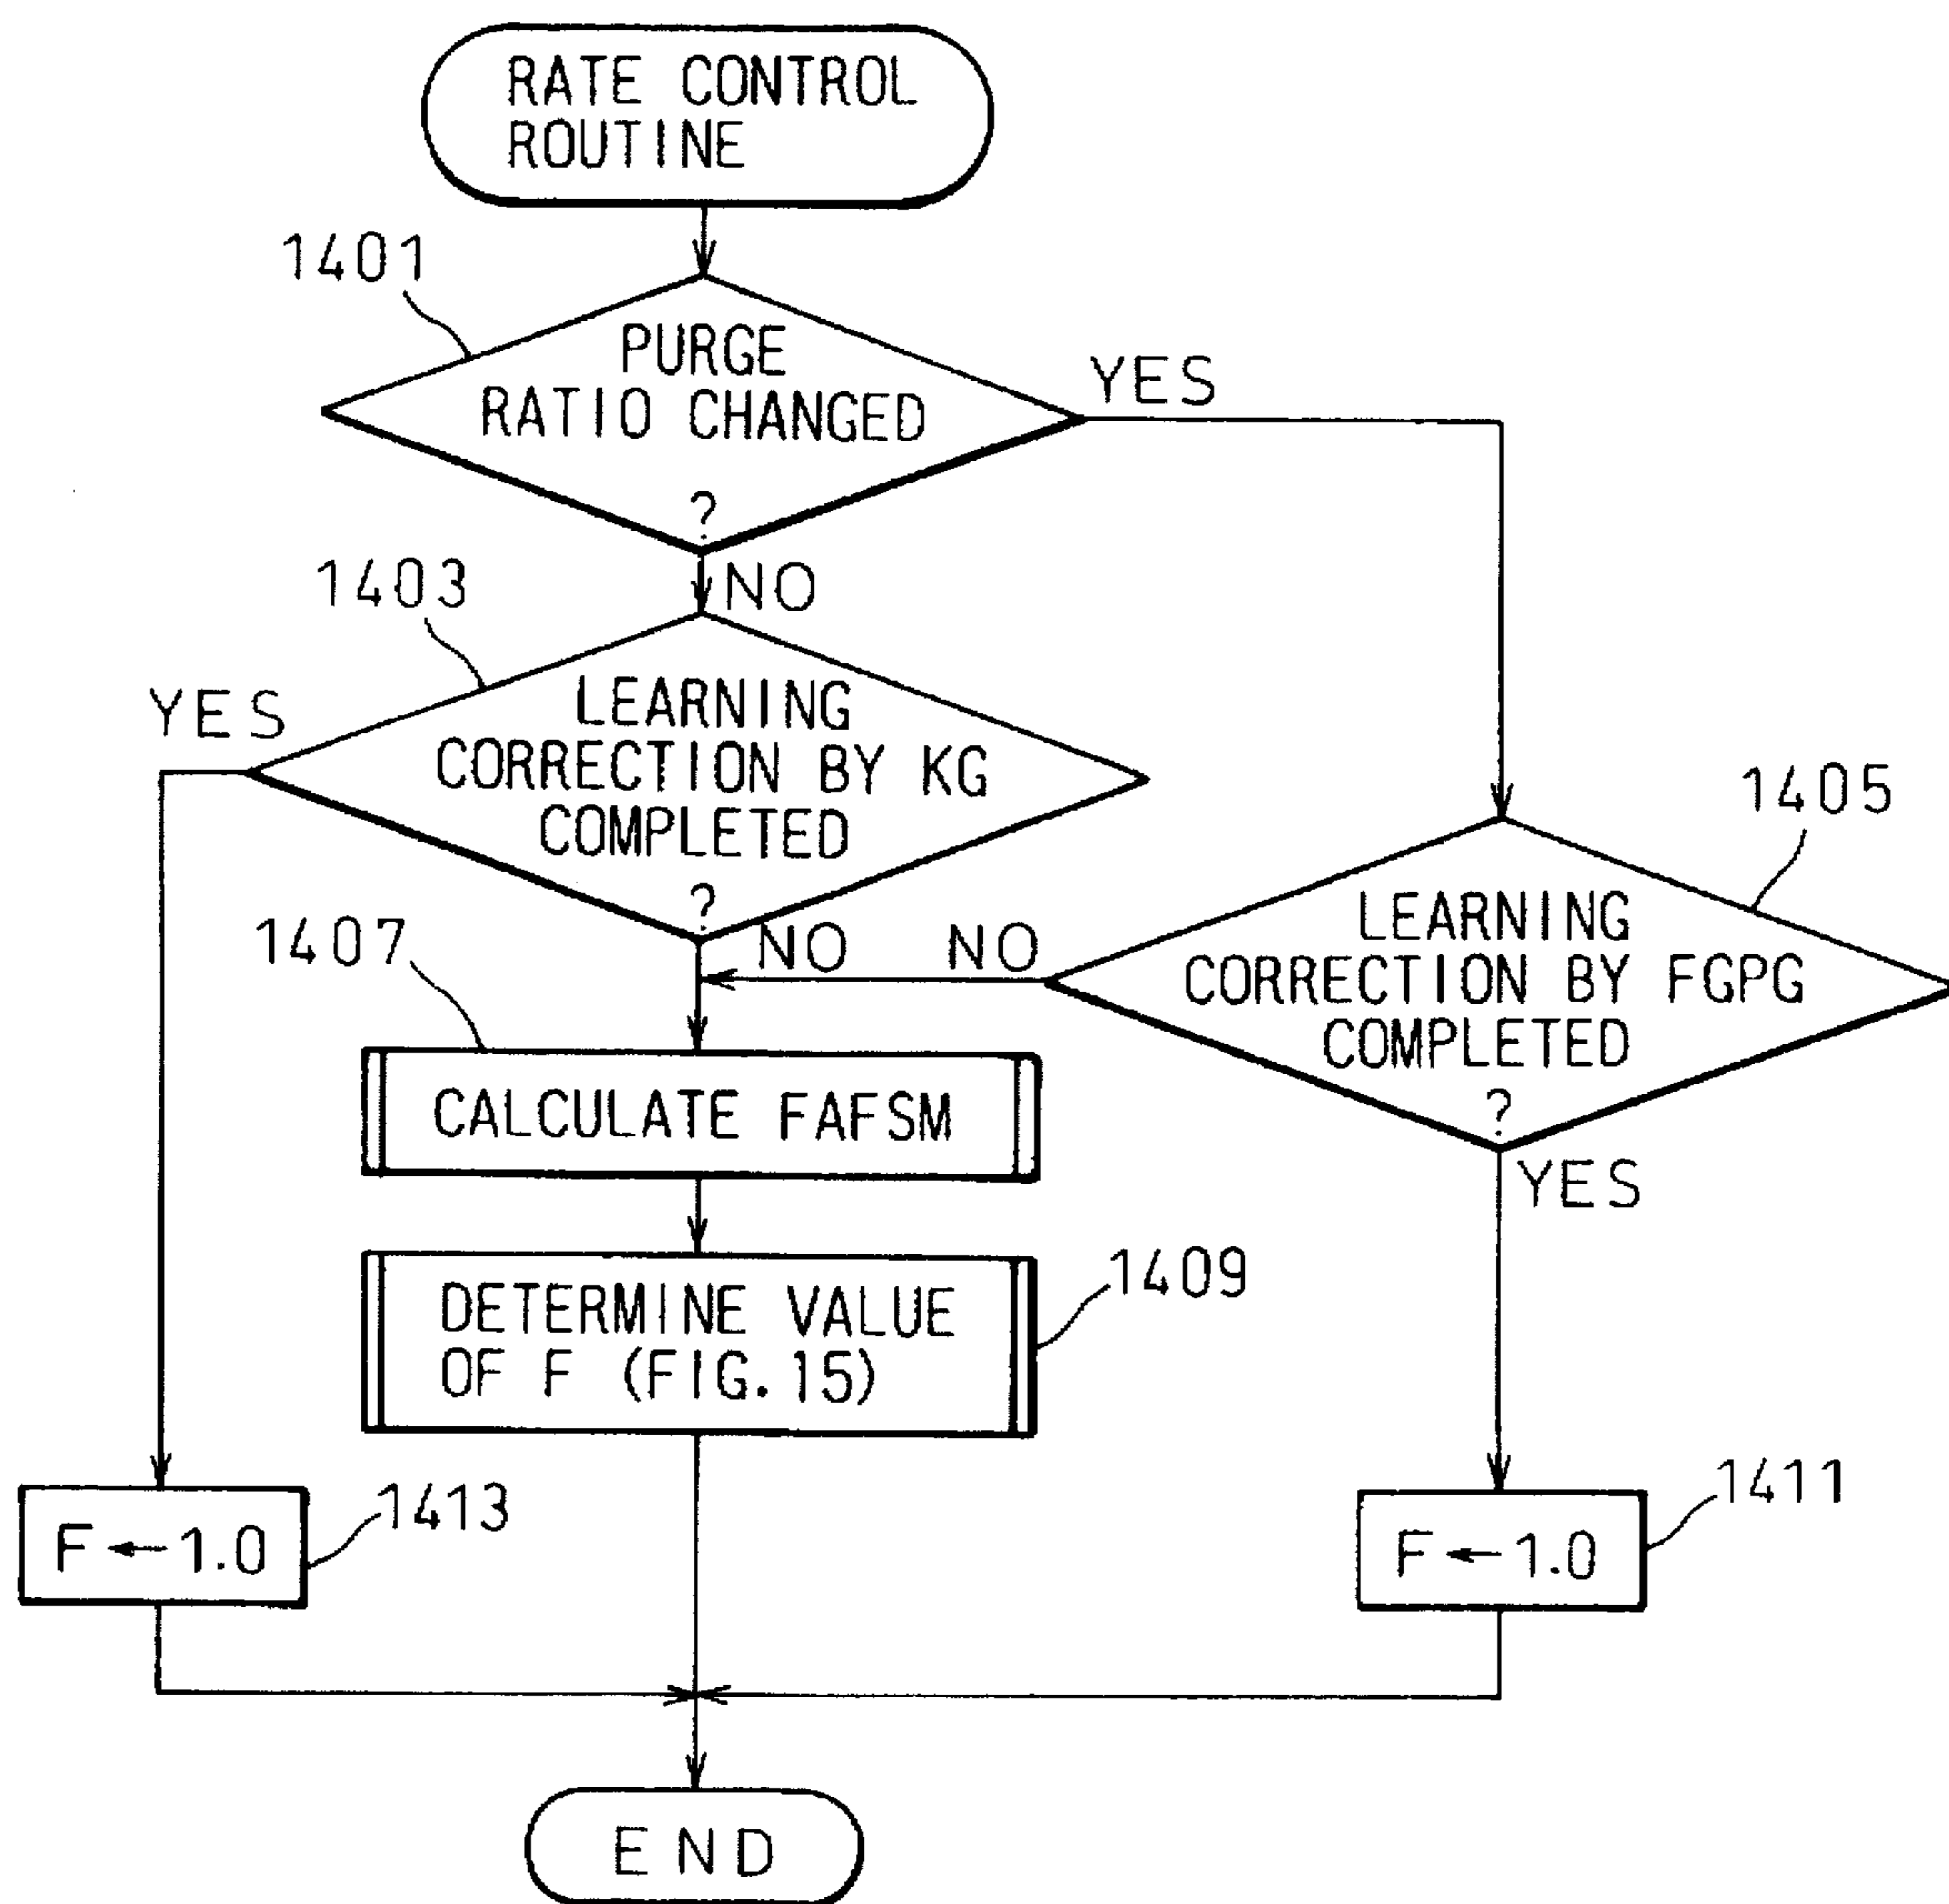 RATE CONTROL
ROUTINE
1401
PURGE
RATIO CHANGED
?
YES
NO
1403
LEARNING
CORRECTION BY KG
COMPLETED
?
YES
NO
1405
LEARNING
CORRECTION BY FGPG
COMPLETED
?
NO
YES
1407
CALCULATE FAFSM
DETERMINE VALUE
OF F (FIG. 15)
1409
F ← 1.0
1413
F ← 1.0
1411
END